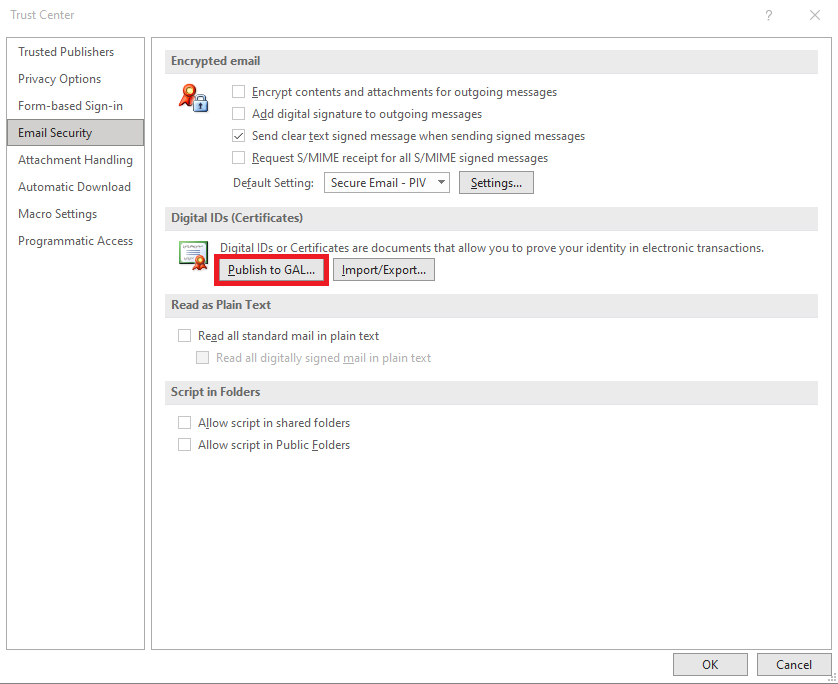 Trust Center
?
Trusted Publishers
Privacy Options
Form-based Sign-in
Email Security
Attachment Handling
Automatic Download
Macro Settings
Programmatic Access
Encrypted email
Encrypt contents and attachments for outgoing messages
Add digital signature to outgoing messages
Send clear text signed message when sending signed messages
Request S/MIME receipt for all S/MIME signed messages
Default Setting: Secure Email - PIV Settings...
Digital IDs (Certificates)
Digital IDs or Certificates are documents that allow you to prove your identity in electronic transactions.
Publish to GAL... Import/Export...
Read as Plain Text
Read all standard mail in plain text
Read all digitally signed mail in plain text
Script in Folders
Allow script in shared folders
Allow script in Public Folders
OK Cancel